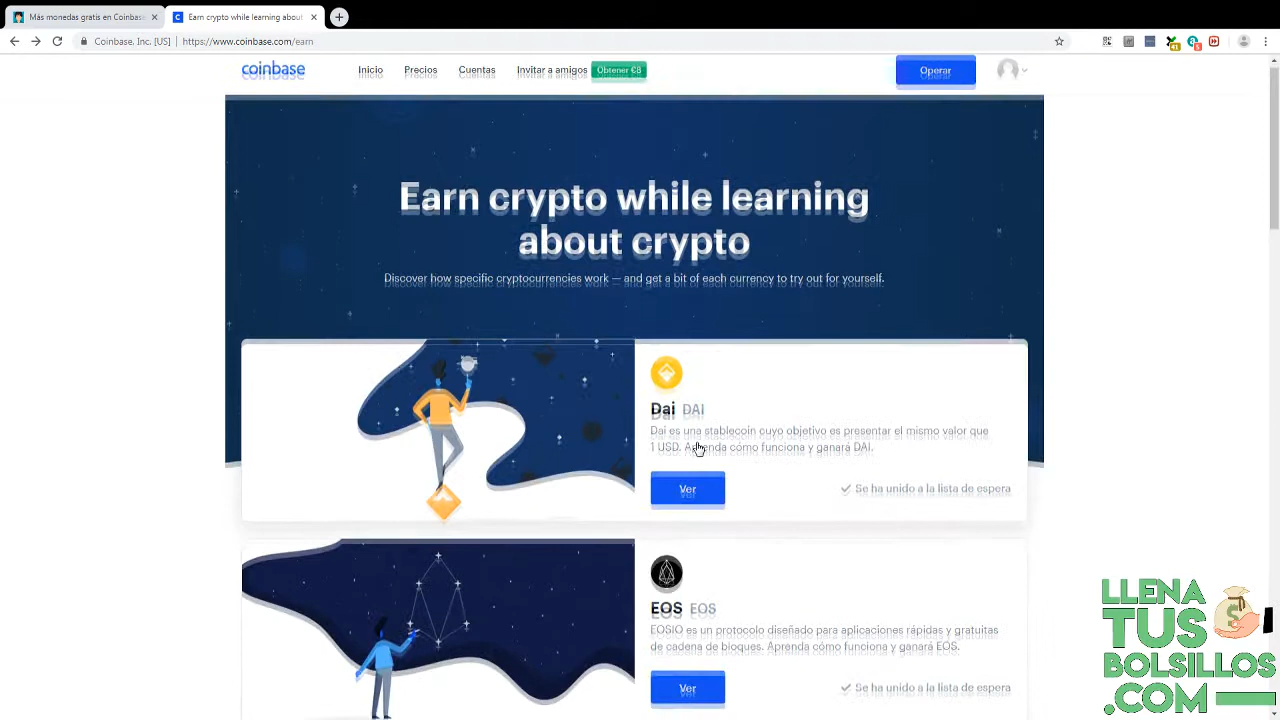 Más monedas gratis en Coinbase
Earn crypto while learning about
Coinbase, Inc. [US] | https://www.coinbase.com/earn
coinbase
Inicio
Precios
Cuentas
Invitar a amigos
Obtener €8
Operar
Earn crypto while learning
about crypto
Discover how specific cryptocurrencies work — and get a bit of each currency to try out for yourself.
Dai DAI
Dai es una stablecoin cuyo objetivo es presentar el mismo valor que
1 USD. Aprenda cómo funciona y ganará DAI.
Ver
Se ha unido a la lista de espera
EOS EOS
EOSIO es un protocolo diseñado para aplicaciones rápidas y gratuitas
de cadena de bloques. Aprenda cómo funciona y ganará EOS.
Ver
Se ha unido a la lista de espera
LLENA
TUS
BOLSILLOS
.COM